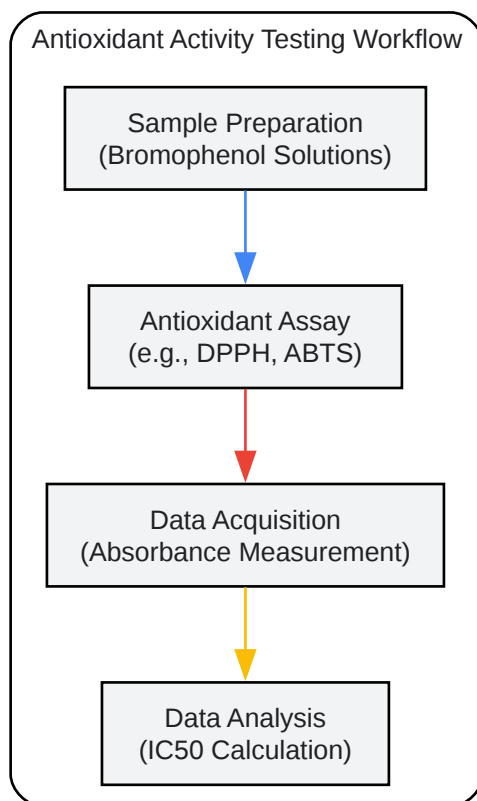 Antioxidant Activity Testing Workflow
Sample Preparation
(Bromophenol Solutions)
Antioxidant Assay
(e.g., DPPH, ABTS)
Data Acquisition
(Absorbance Measurement)
Data Analysis
(IC50 Calculation)